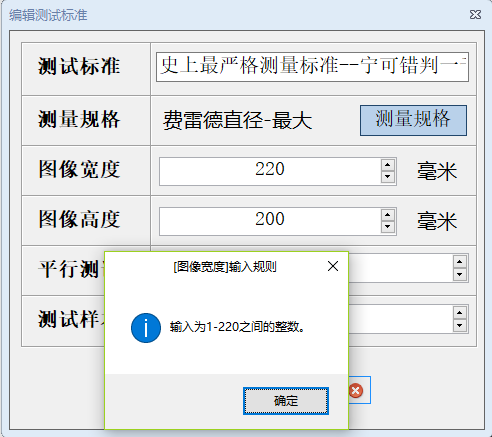 编辑测试标准
测试标准 史上最严格测量标准--宁可错判一
测量规格 费雷德直径-最大 测量规格
图像宽度 220 毫米
图像高度 200 毫米
平行测
[图像宽度]输入规则
测试样
输入为1-220之间的整数。
确定